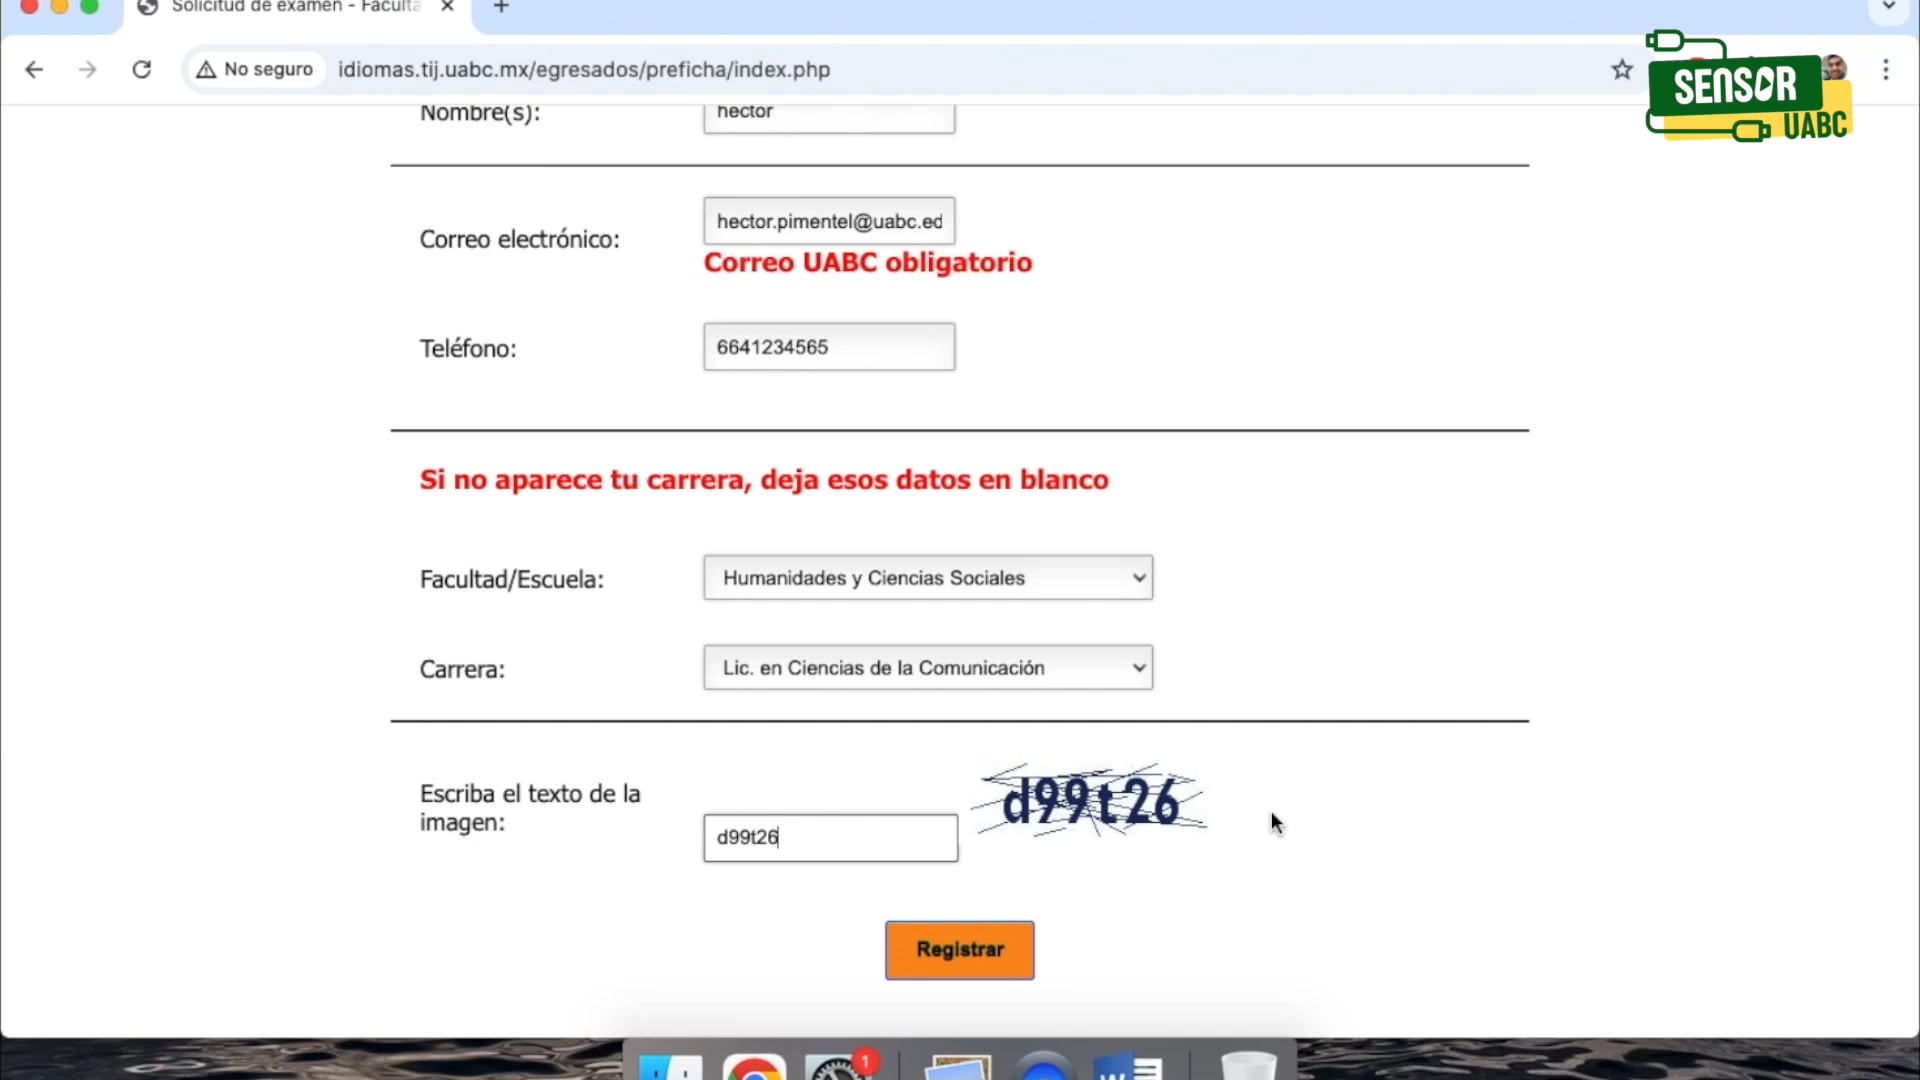 Solicitud de examen - Faculta
No seguro
idiomas.tij.uabc.mx/egresados/preficha/index.php
SENSOR
UABC
Nombre(s):
hector
Correo electrónico:
hector.pimentel@uabc.ed
Correo UABC obligatorio
Teléfono:
6641234565
Si no aparece tu carrera, deja esos datos en blanco
Facultad/Escuela:
Humanidades y Ciencias Sociales
Carrera:
Lic. en Ciencias de la Comunicación
Escriba el texto de la
imagen:
d99t26
d99t26
Registrar
1
W